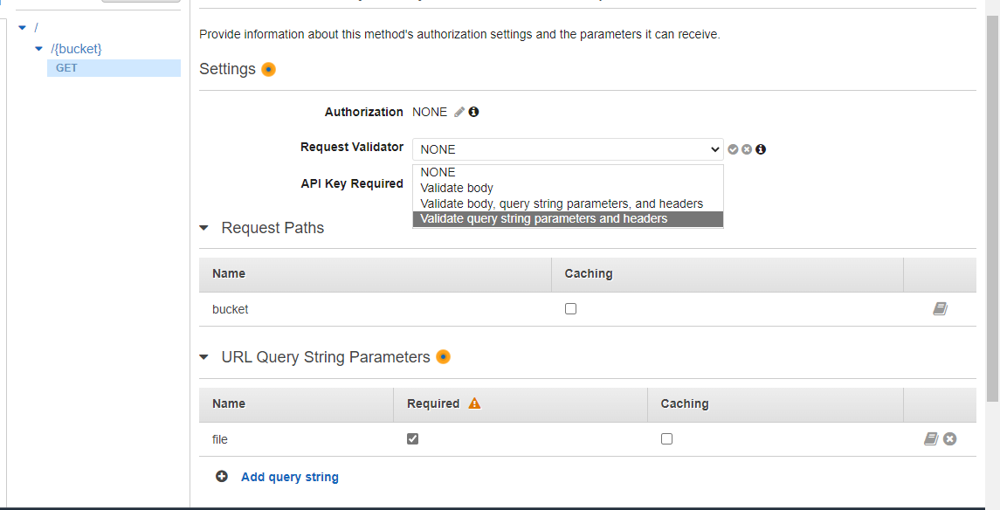 /
/{bucket}
GET
Provide information about this method's authorization settings and the parameters it can receive.
Settings
Authorization NONE
Request Validator NONE
NONE
API Key Required
Validate body
Validate body, query string parameters, and headers
Validate query string parameters and headers
Request Paths
Name Caching
bucket
URL Query String Parameters
Name Required Caching
file
Add query string